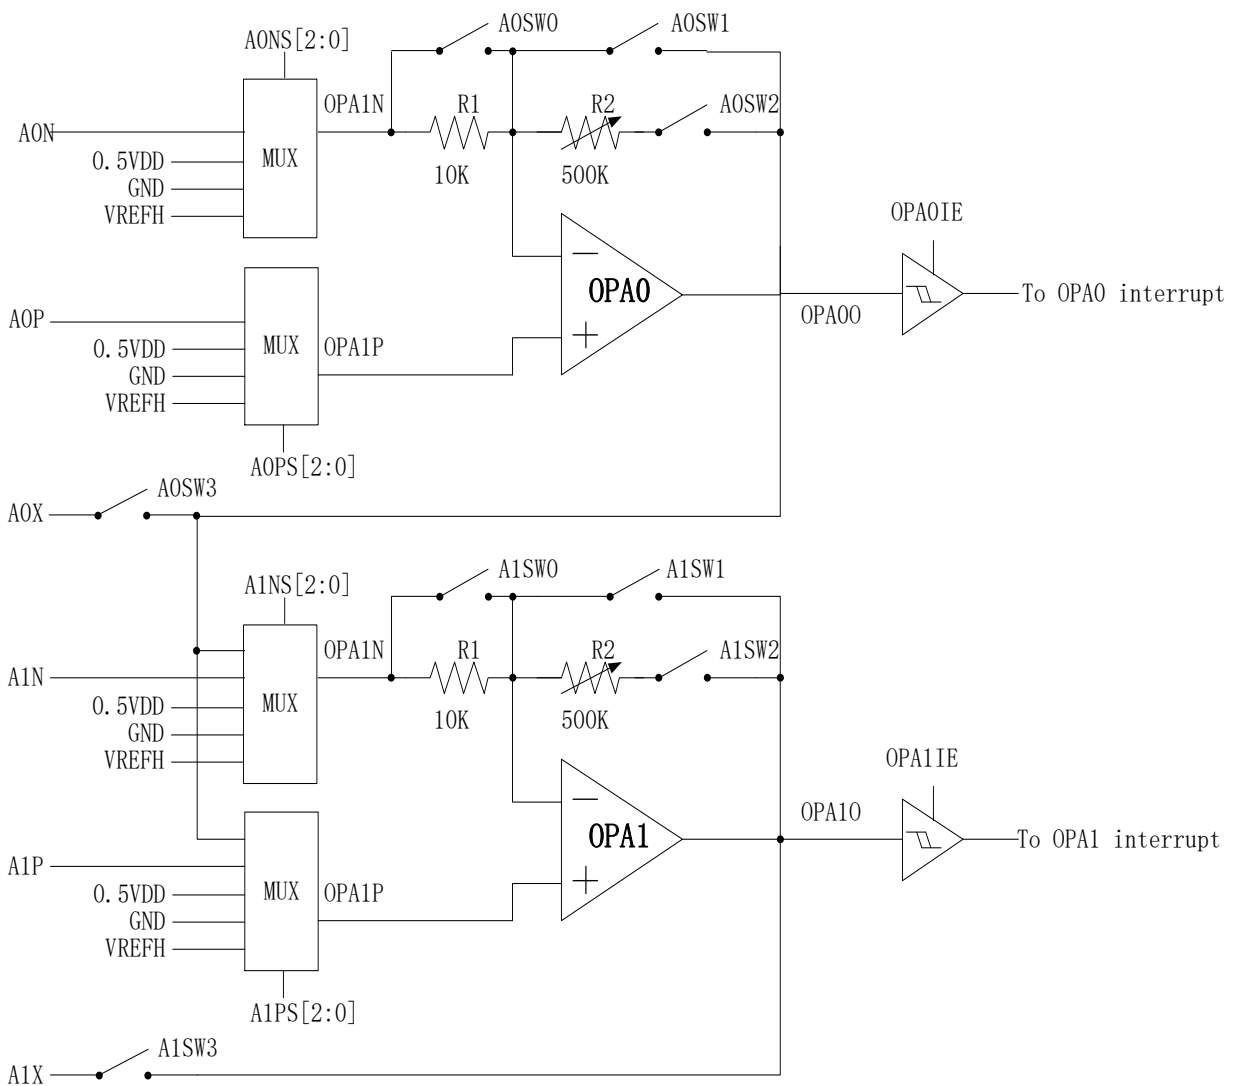 A0SW0
A0SW1
A0NS[2:0]
OPA1N
R1
R2
A0SW2
A0N
MUX
0.5VDD
10K
500K
GND
VREFH
OPA0IE
OPA0
To OPA0 interrupt
OPA0O
A0P
MUX
OPA1P
0.5VDD
GND
VREFH
A0PS[2:0]
A0SW3
A0X
A1SW0
A1SW1
A1NS[2:0]
OPA1N
R1
R2
A1SW2
A1N
MUX
0.5VDD
10K
500K
GND
VREFH
OPA1IE
OPA1O
OPA1
To OPA1 interrupt
A1P
MUX
OPA1P
0.5VDD
GND
VREFH
A1PS[2:0]
A1SW3
A1X